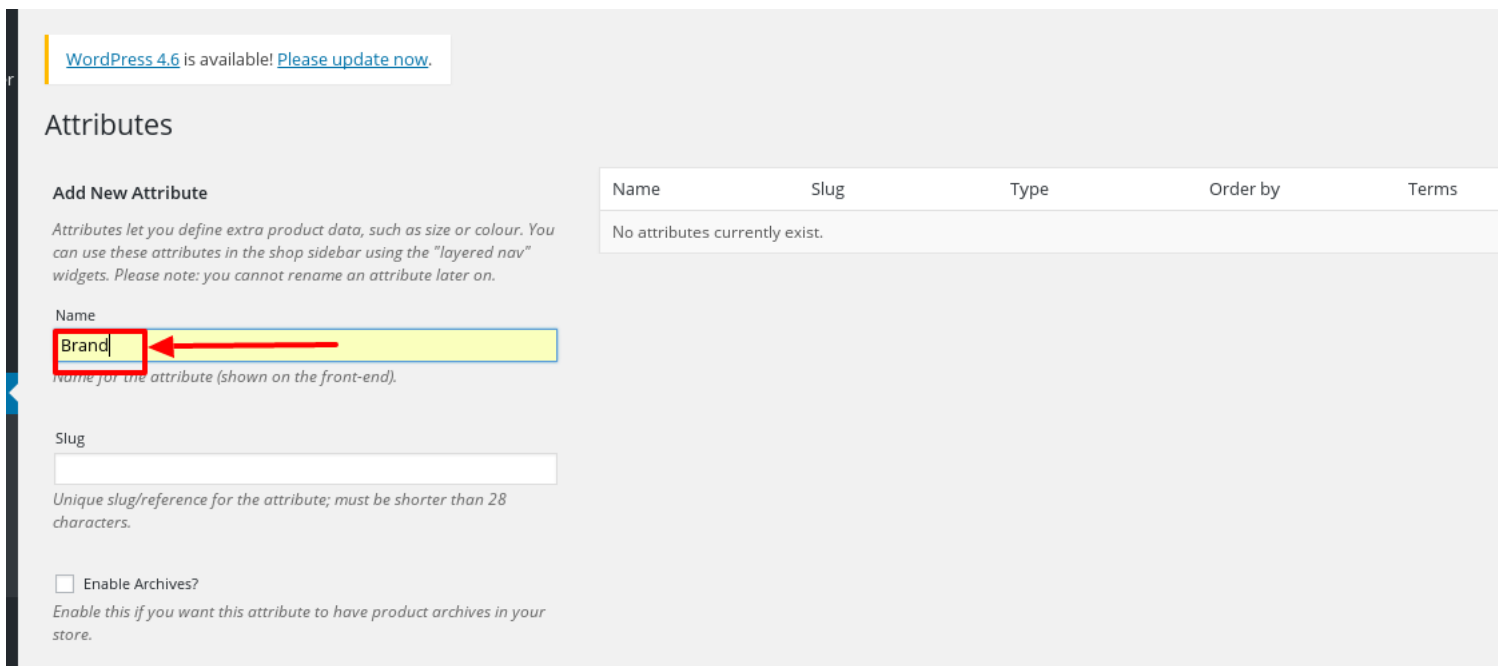 WordPress 4.6 is available! Please update now.
r
Attributes
Add New Attribute
Attributes let you define extra product data, such as size or colour. You
can use these attributes in the shop sidebar using the "layered nav"
widgets. Please note: you cannot rename an attribute later on.
Name
Brand
Name for the attribute (shown on the front-end).
Slug
Unique slug/reference for the attribute; must be shorter than 28
characters.
Enable Archives?
Enable this if you want this attribute to have product archives in your
store.
Name Slug Type Order by Terms
No attributes currently exist.